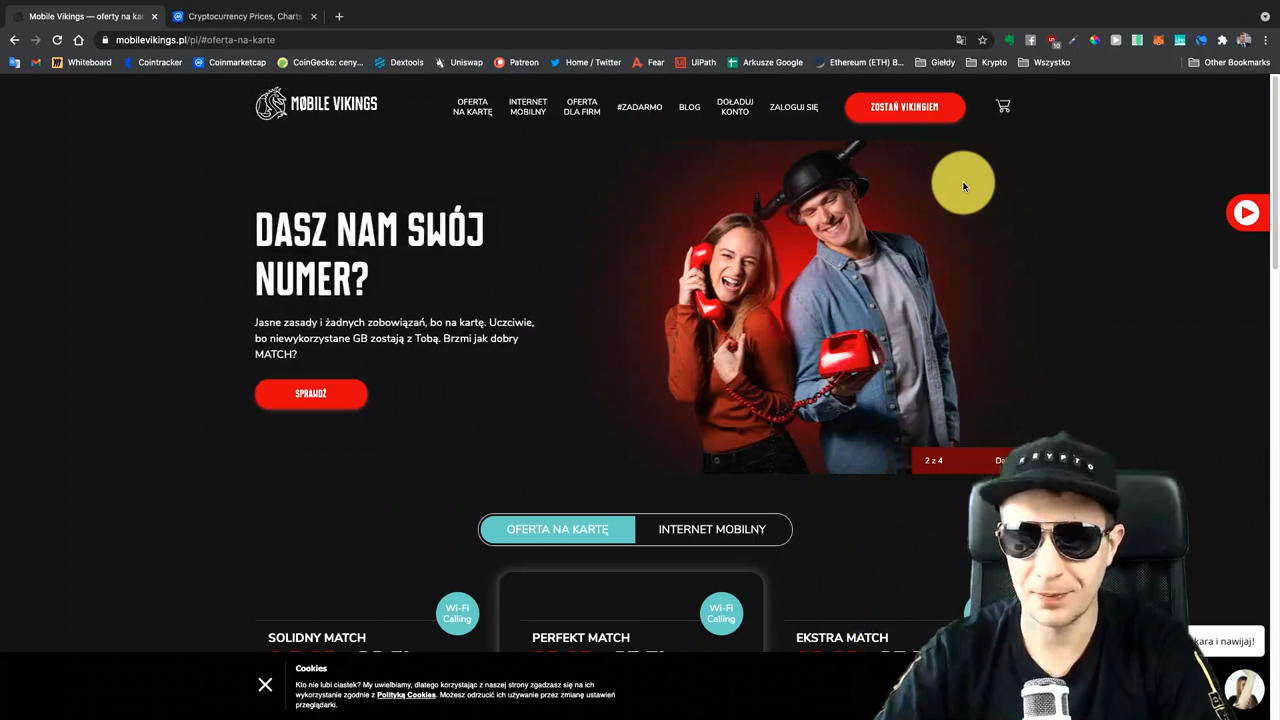 Mobile Vikings — oferty na kar
Cryptocurrency Prices, Charts
mobilevikings.pl/pl/#oferta-na-karte
Whiteboard
Cointracker
Coinmarketcap
CoinGecko: ceny...
Dextools
Uniswap
Patreon
Home / Twitter
Fear
UiPath
Arkusze Google
Ethereum (ETH) B...
Giełdy
Krypto
Wszystko
Other Bookmarks
MØBILE VIKINGS
OFERTA
NA KARTĘ
INTERNET
MOBILNY
OFERTA
DLA FIRM
#ZADARMO
BLOG
DOŁADUJ
KONTO
ZALOGUJ SIĘ
ZOSTAŃ VIKINGIEM
DASZ NAM SWÓJ
NUMER?
Jasne zasady i żadnych zobowiązań, bo na kartę. Uczciwie,
bo niewykorzystane GB zostają z Tobą. Brzmi jak dobry
MATCH?
SPRAWDŹ
2 z 4
KRYPTO
OFERTA NA KARTĘ
INTERNET MOBILNY
Wi-Fi
Calling
Wi-Fi
Calling
SOLIDNY MATCH
PERFEKT MATCH
EKSTRA MATCH
kara i nawijaj!
Cookies
Kto nie lubi ciastek? My uwielbiamy, dlatego korzystając z naszej strony zgadzasz się na ich
wykorzystanie zgodnie z Polityką Cookies. Możesz odrzucić ich używanie przez zmianę ustawień
przeglądarki.